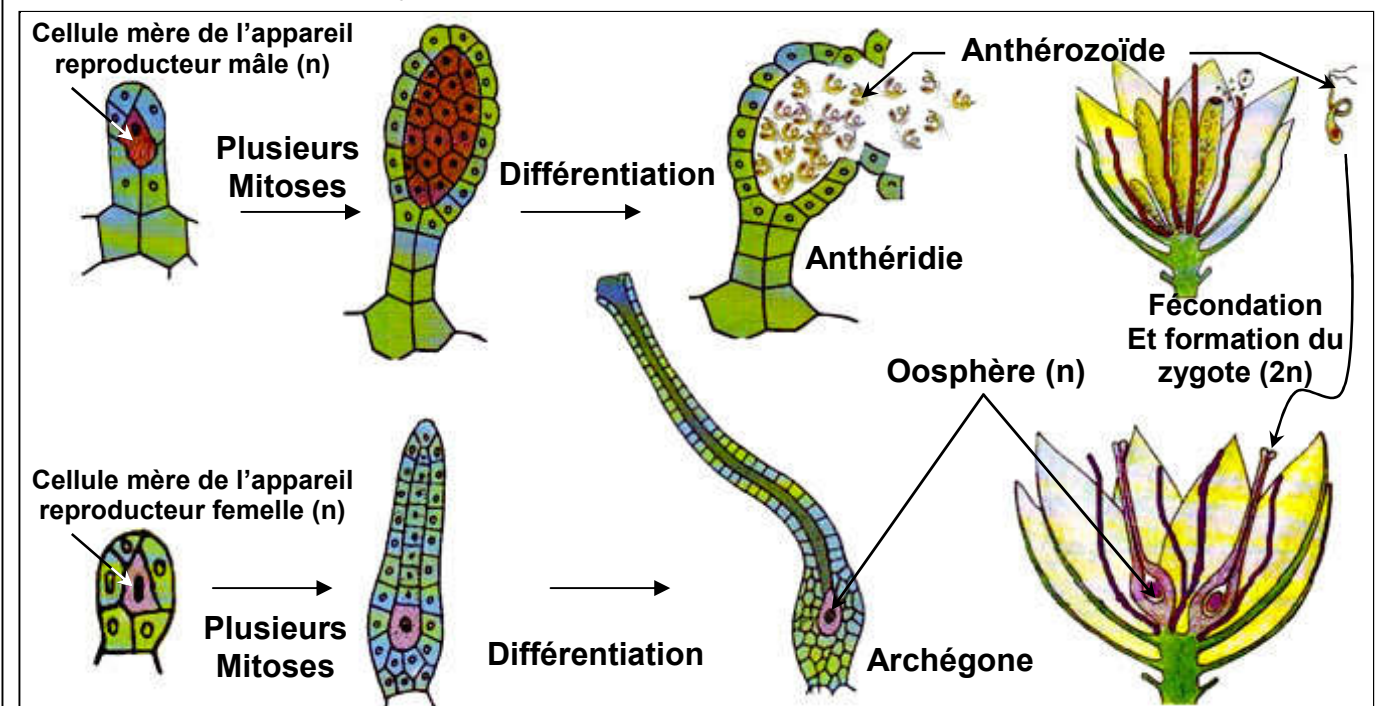 Cellule mère de l'appareil
reproducteur mâle (n)
Plusieurs
Mitoses
Différentiation
Anthérozoïde
Anthéridie
Fécondation
Et formation du
zygote (2n)
Oosphère (n)
Cellule mère de l'appareil
reproducteur femelle (n)
Plusieurs
Mitoses
Différentiation
Archégone